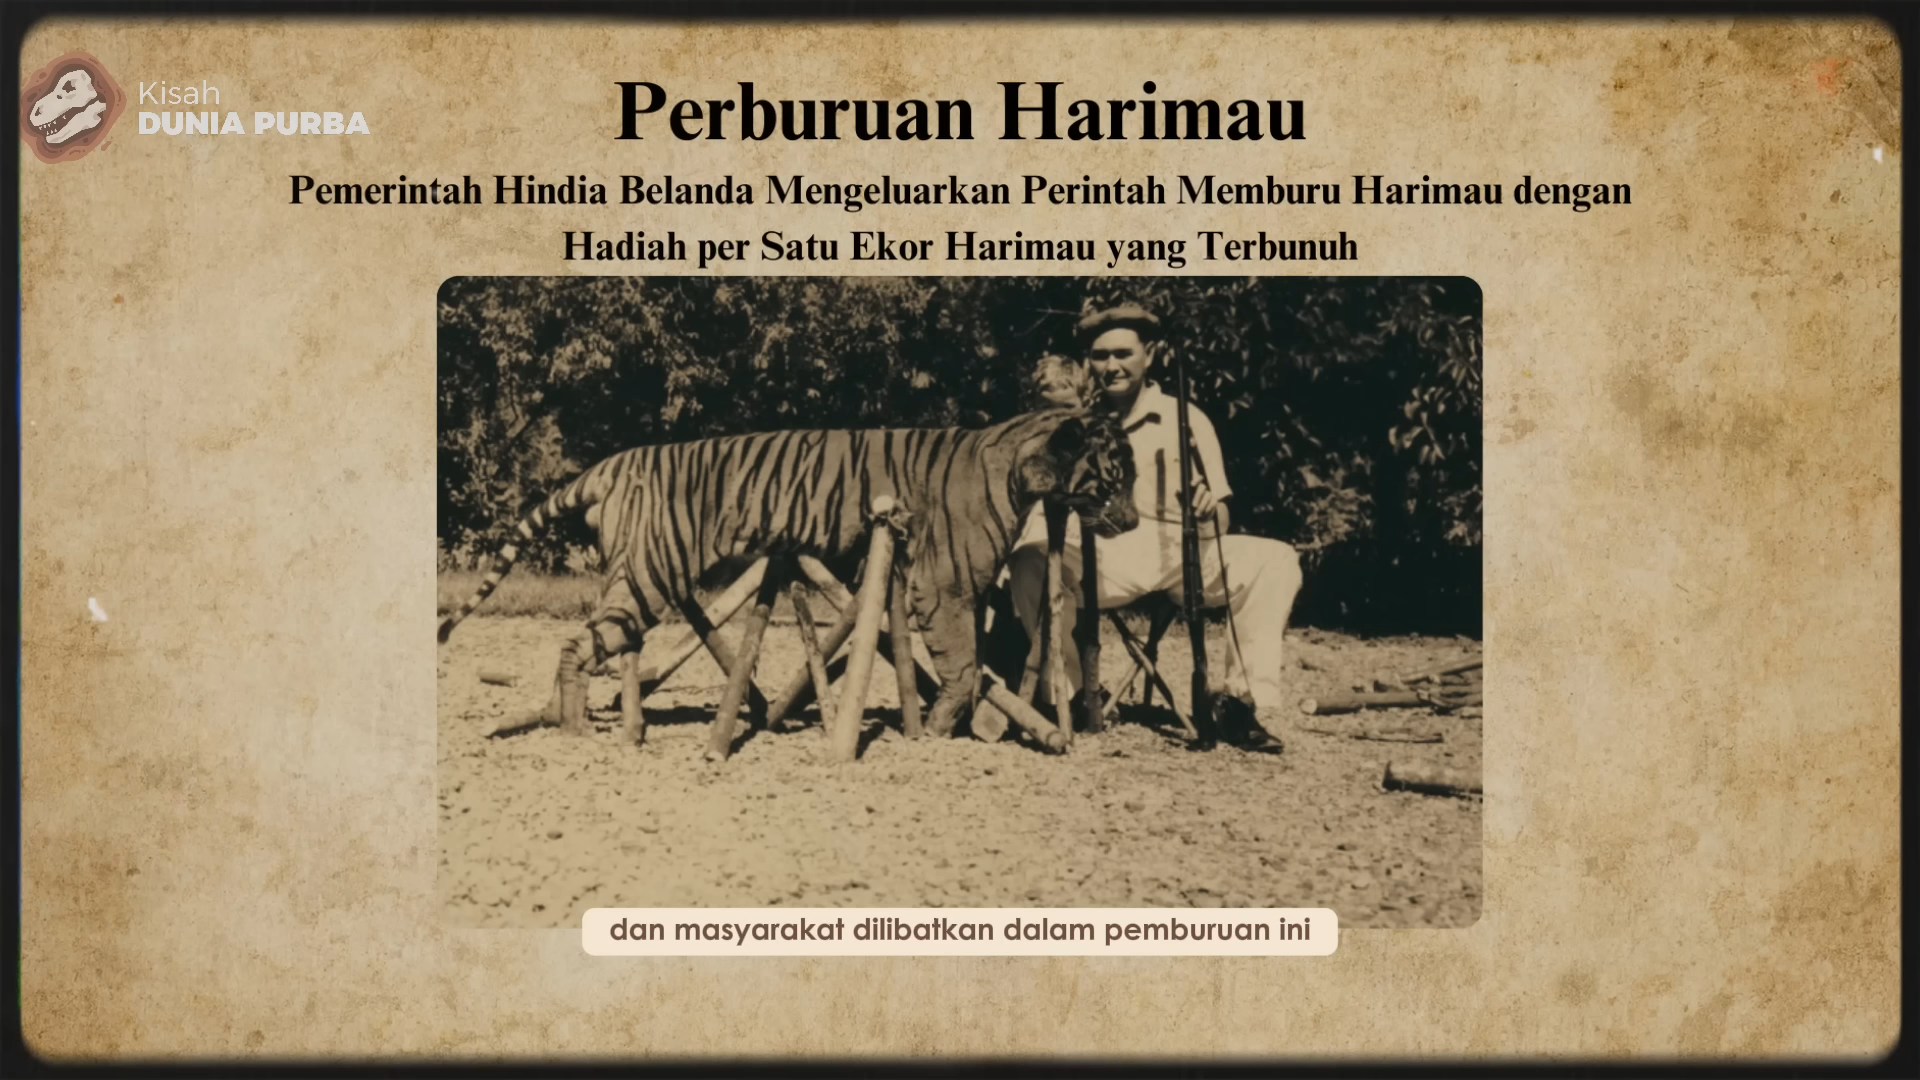 Kisah
DUNIA PURBA
Perburuan Harimau
Pemerintah Hindia Belanda Mengeluarkan Perintah Memburu Harimau dengan
Hadiah per Satu Ekor Harimau yang Terbunuh
dan masyarakat dilibatkan dalam pemburuan ini